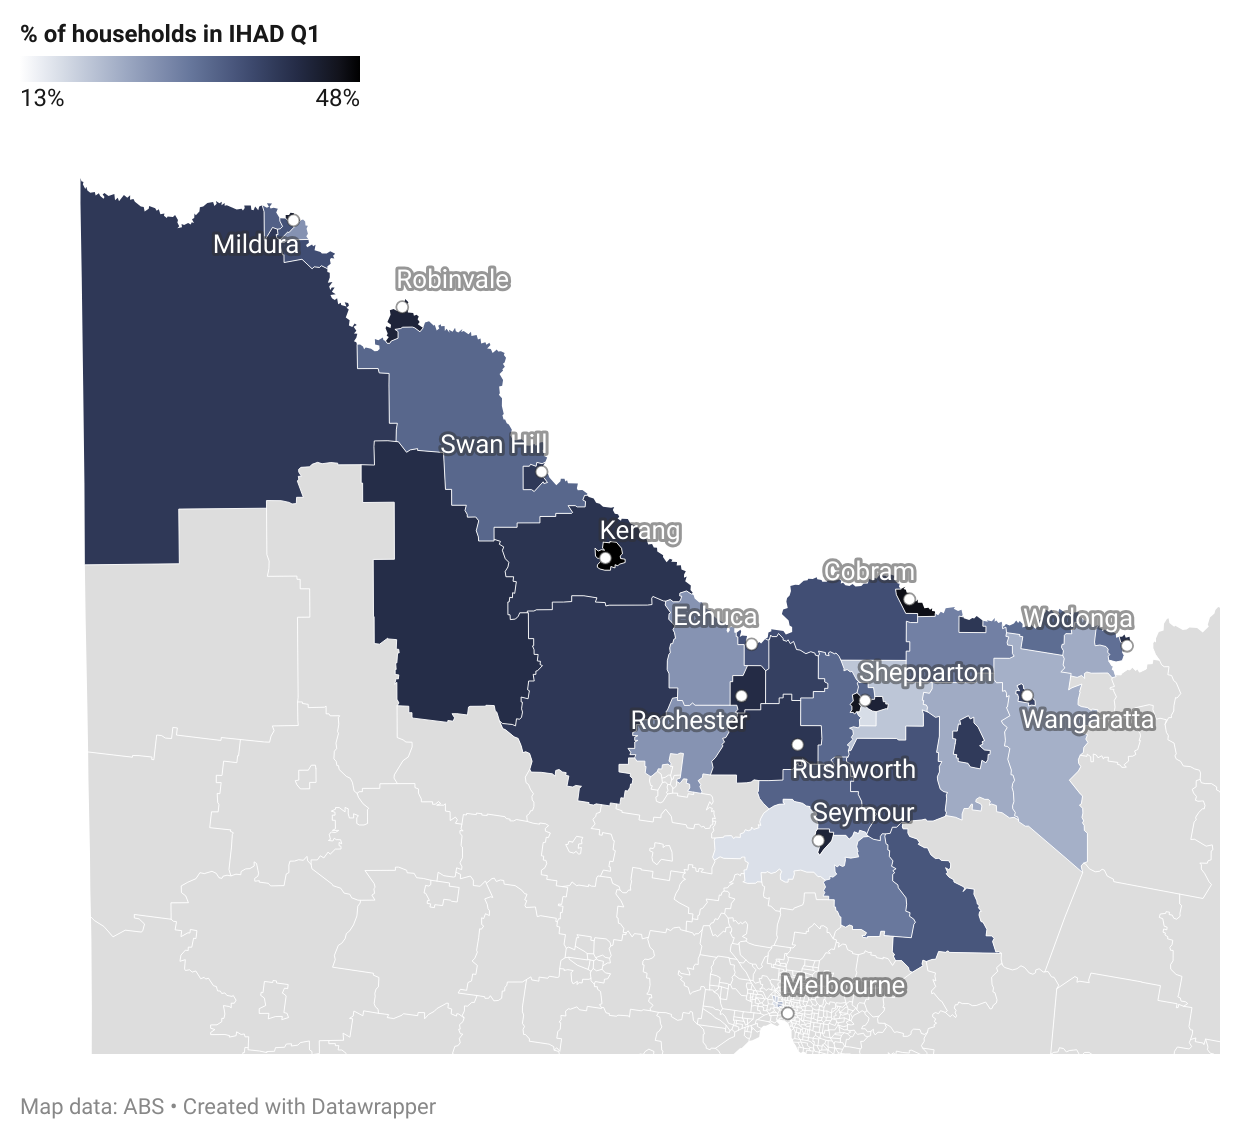 % of households in IHAD Q1
13%
48%
Mildura
Robinvale
Swan Hill
Kerang
Cobram
Echuca
Wodonga
Shepparton
Rochester
Wangaratta
Rushworth
Seymour
Melbourne
Map data: ABS • Created with Datawrapper